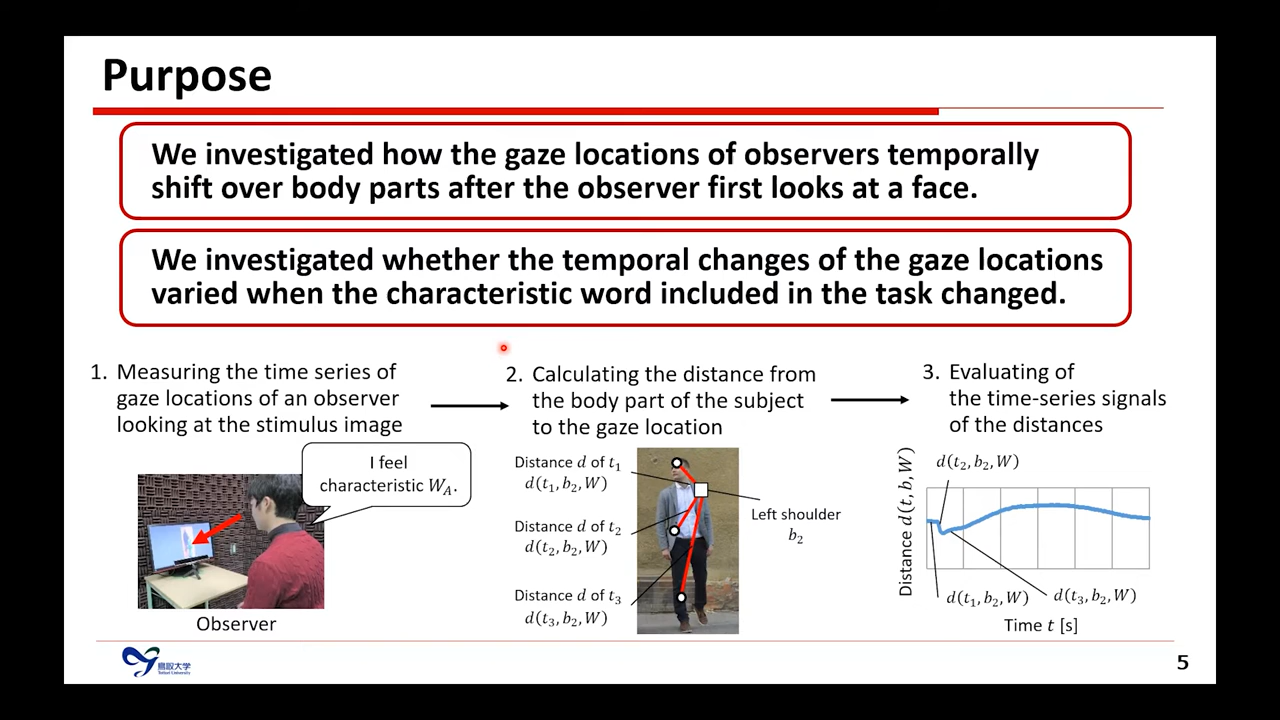 Purpose
We investigated how the gaze locations of observers temporally
shift over body parts after the observer first looks at a face.
We investigated whether the temporal changes of the gaze locations
varied when the characteristic word included in the task changed.
1. Measuring the time series of
gaze locations of an observer
looking at the stimulus image
I feel
characteristic W_A.
Observer
2. Calculating the distance from
the body part of the subject
to the gaze location
Distance d of t₁
d(t₁, b₂, W)
Distance d of t₂
d(t₂, b₂, W)
Distance d of t₃
d(t₃, b₂, W)
Left shoulder
b₂
3. Evaluating of
the time-series signals
of the distances
Distance d(t, b, W)
d(t₂, b₂, W)
d(t₁, b₂, W)
d(t₃, b₂, W)
Time t [s]
鳥取大学
Tottori University
5